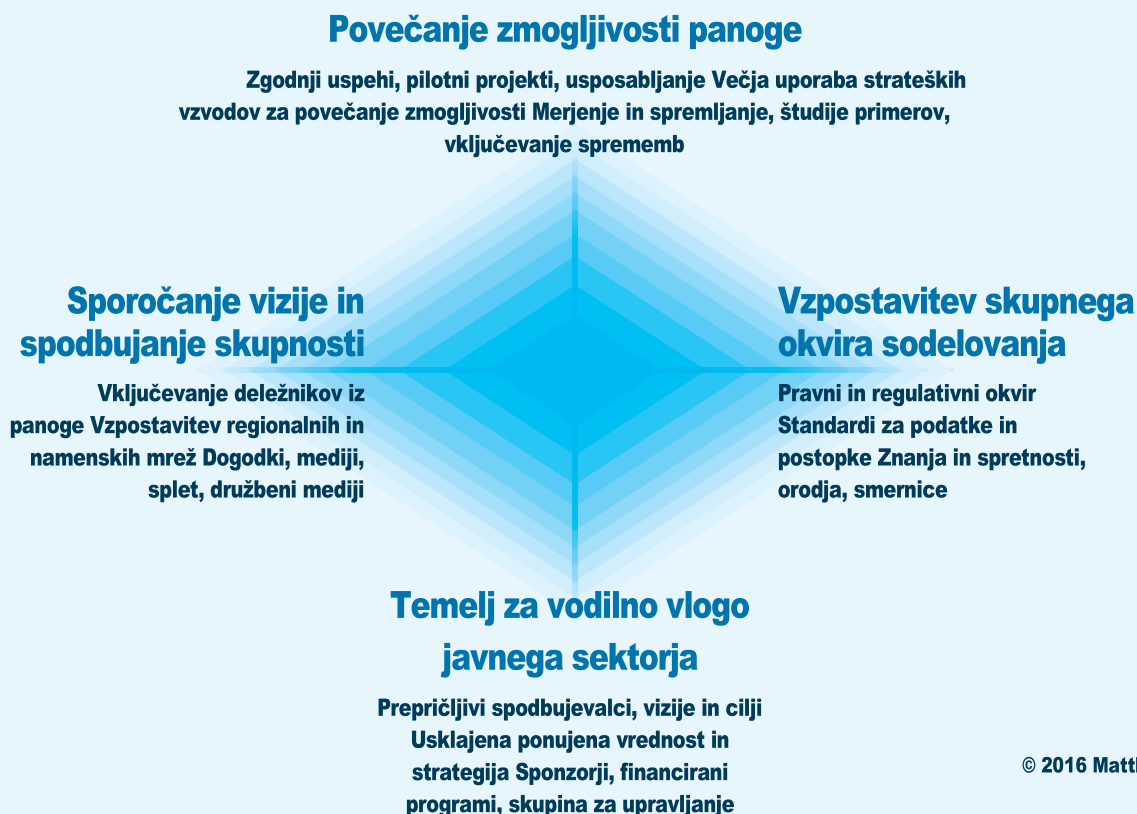 Povečanje zmogljivosti panoge
Zgodnji uspehi, pilotni projekti, usposabljanje Večja uporaba strateških
vzvodov za povečanje zmogljivosti Merjenje in spremljanje, študije primerov,
vključevanje sprememb
Sporočanje vizije in
spodbujanje skupnosti
Vključevanje deležnikov iz
panoge Vzpostavitev regionalnih in
namenskih mrež Dogodki, mediji,
splet, družbeni mediji
Vzpostavitev skupnega
okvira sodelovanja
Pravni in regulativni okvir
Standardi za podatke in
postopke Znanja in spretnosti,
orodja, smernice
Temelj za vodilno vlogo
javnega sektorja
Prepričljivi spodbujevalci, vizije in cilji
Usklajena ponujena vrednost in
strategija Sponzorji, financirani
programi, skupina za upravljanje
© 2016